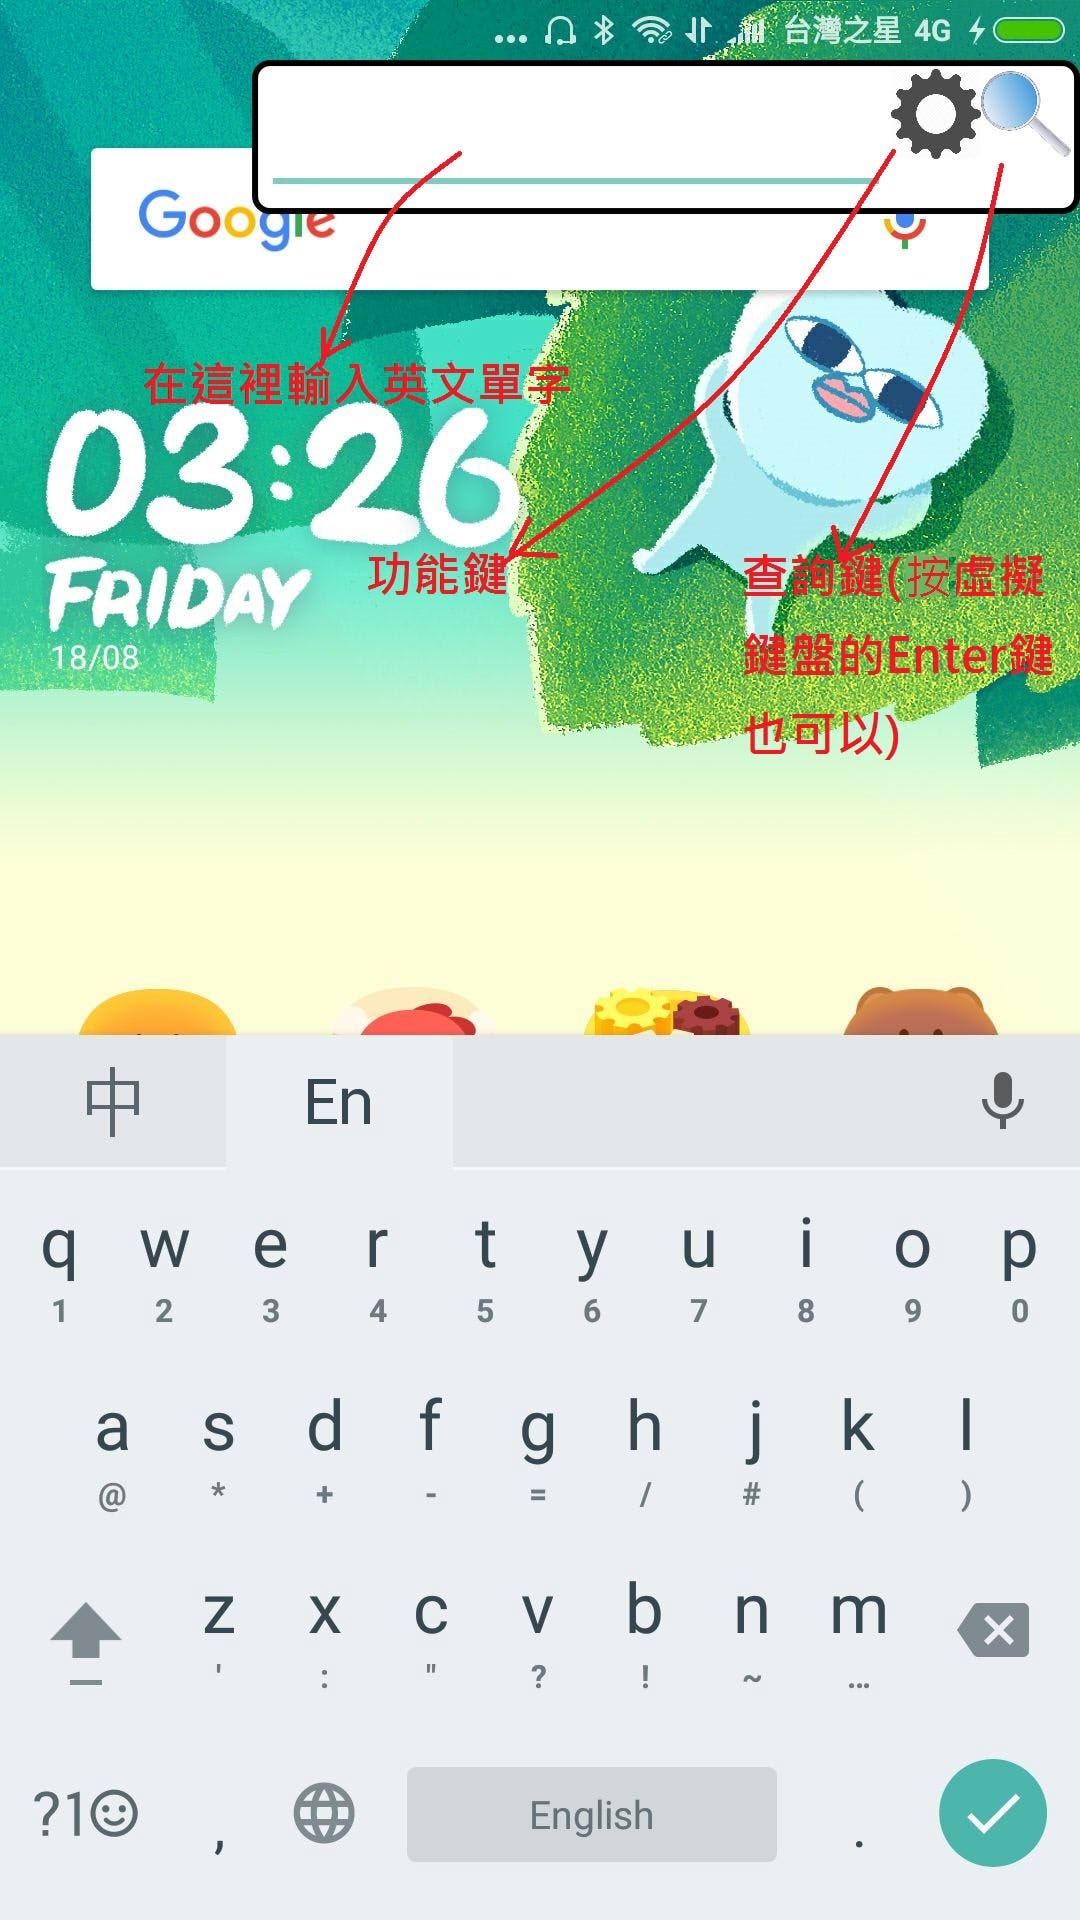 台灣之星 4G
Google
在這裡輸入英文單字
03:26
FRIDAY
18/08
功能鍵
查詢鍵(按虛擬
鍵盤的Enter鍵
也可以)
中 En
q w e r t y u i o p
1 2 3 4 5 6 7 8 9 0
a s d f g h j k l
@ * + - = / # ( )
z x c v b n m
' : " ? ! ~ …
?1☺ , English .